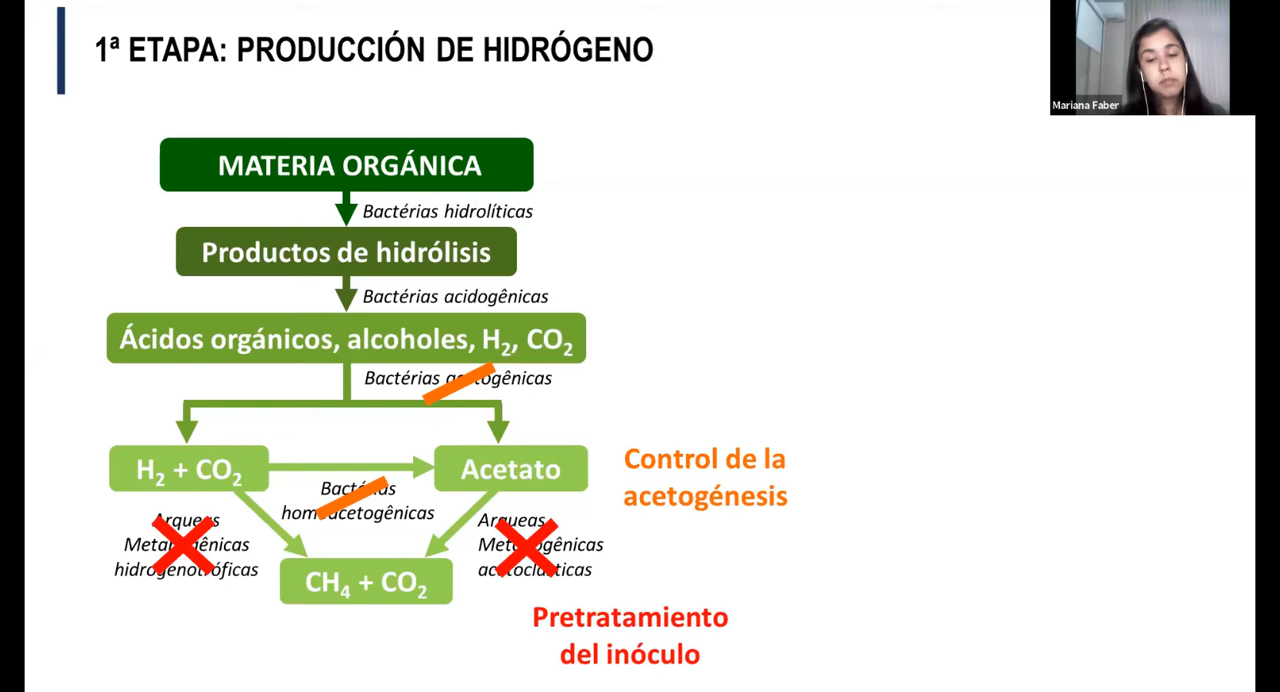 1ª ETAPA: PRODUCCIÓN DE HIDRÓGENO
Mariana Faber
MATERIA ORGÁNICA
Bactérias hidrolíticas
Productos de hidrólisis
Bactérias acidogênicas
Ácidos orgánicos, alcoholes, H₂, CO₂
Bactérias acetogênicas
H₂ + CO₂
Acetato
Bactérias
homoacetogênicas
Control de la
acetogénesis
Arqueas
Metanogênicas
hidrogenotróficas
Arqueas
Metanogênicas
acetoclásticas
CH₄ + CO₂
Pretratamiento
del inóculo